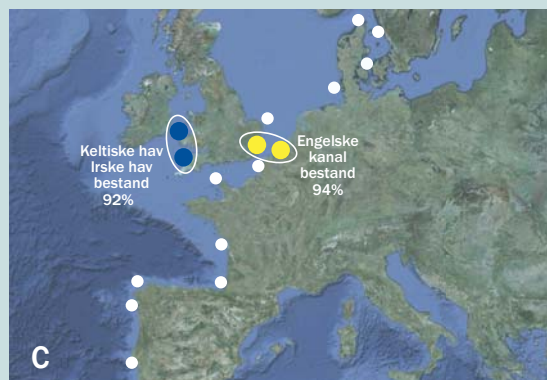 Keltiske hav
Irske hav
bestand
92%
Engelske
kanal
bestand
94%
C